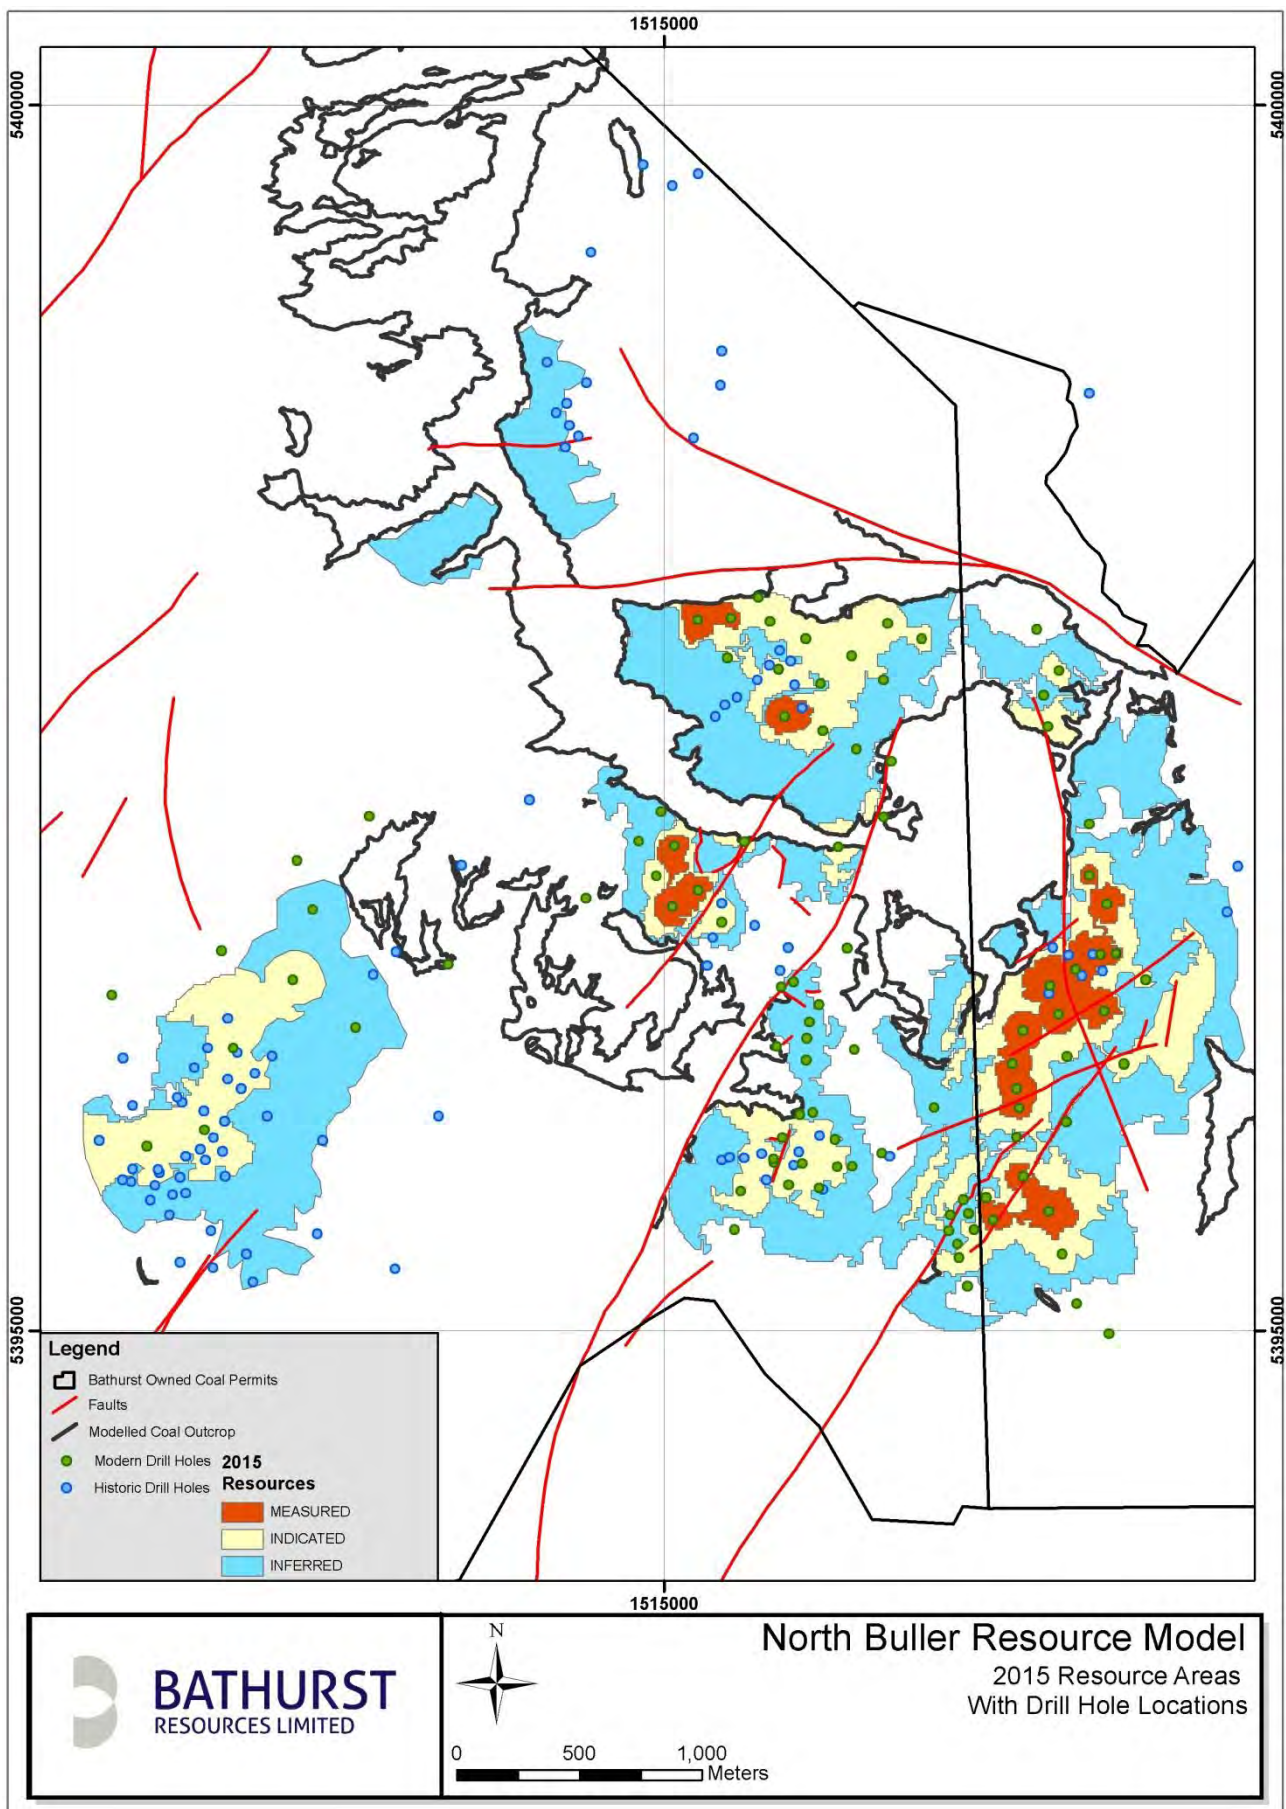 1515000
5400000
5400000
5395000
5395000
Legend
Bathurst Owned Coal Permits
Faults
Modelled Coal Outcrop
Modern Drill Holes
Historic Drill Holes
2015
Resources
MEASURED
INDICATED
INFERRED
1515000
BATHURST
RESOURCES LIMITED
N
0 500 1,000
Meters
North Buller Resource Model
2015 Resource Areas
With Drill Hole Locations